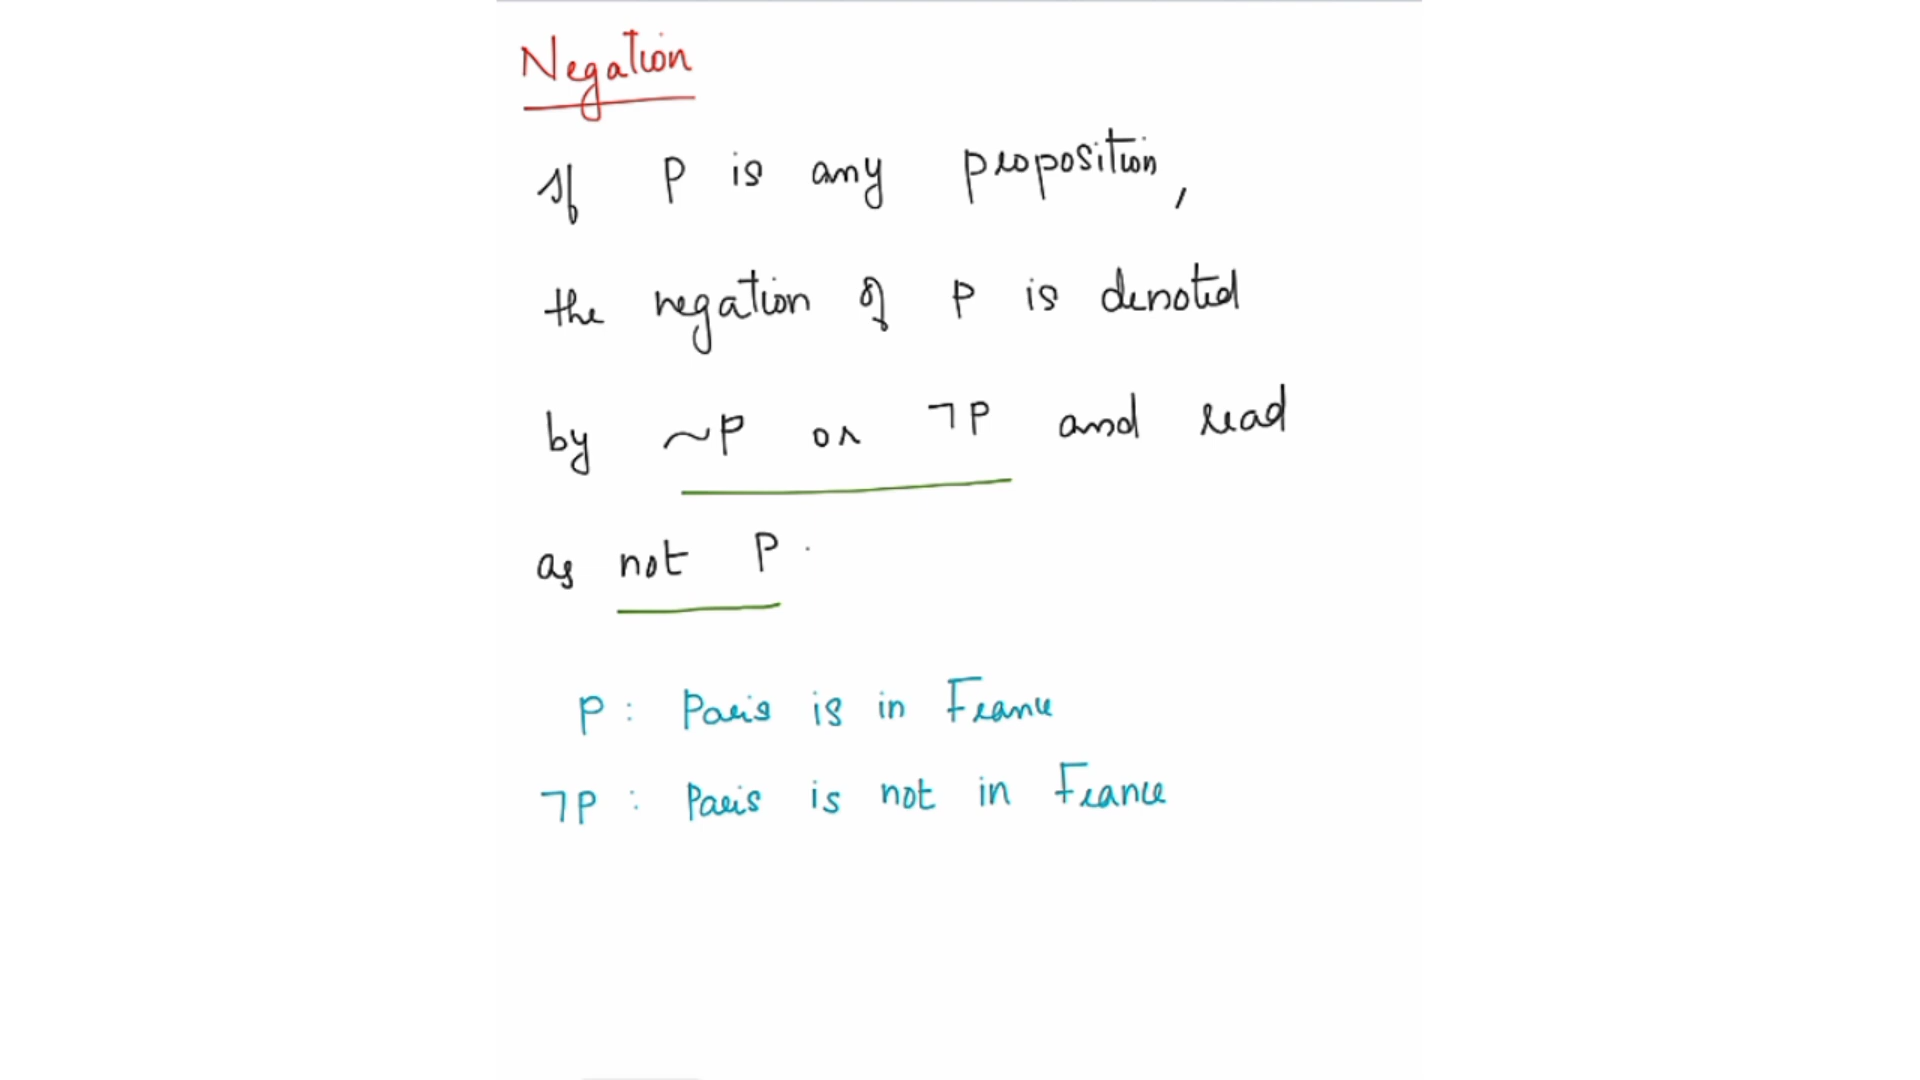 Negation
If P is any proposition,
the negation of P is denoted
by ~P or ¬P and read
as not P.
P: Paris is in France
¬P: Paris is not in France